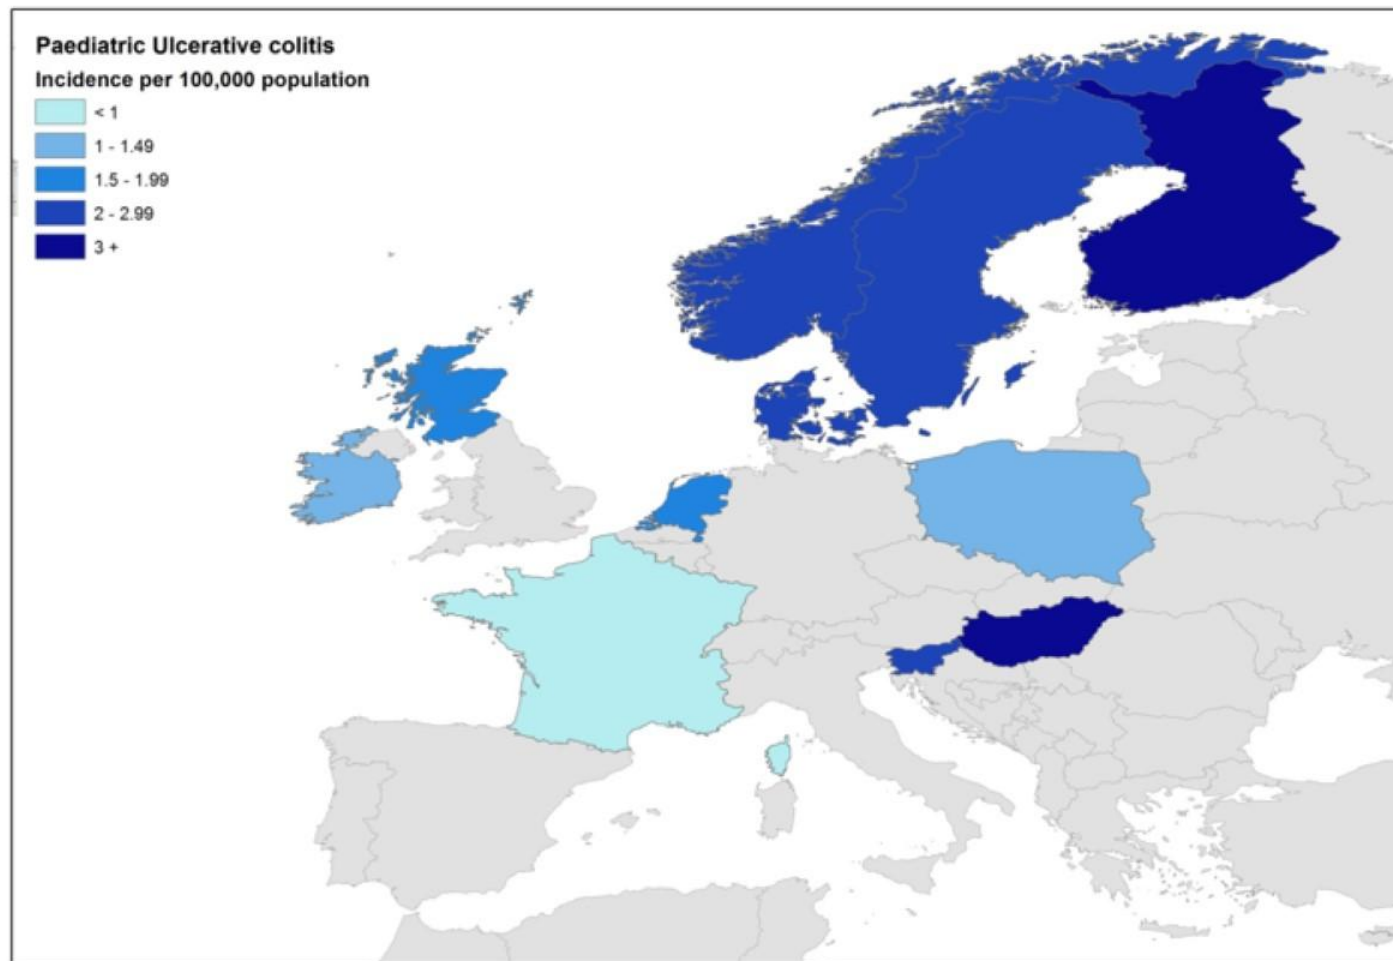 Paediatric Ulcerative colitis
Incidence per 100,000 population
< 1
1 - 1.49
1.5 - 1.99
2 - 2.99
3 +